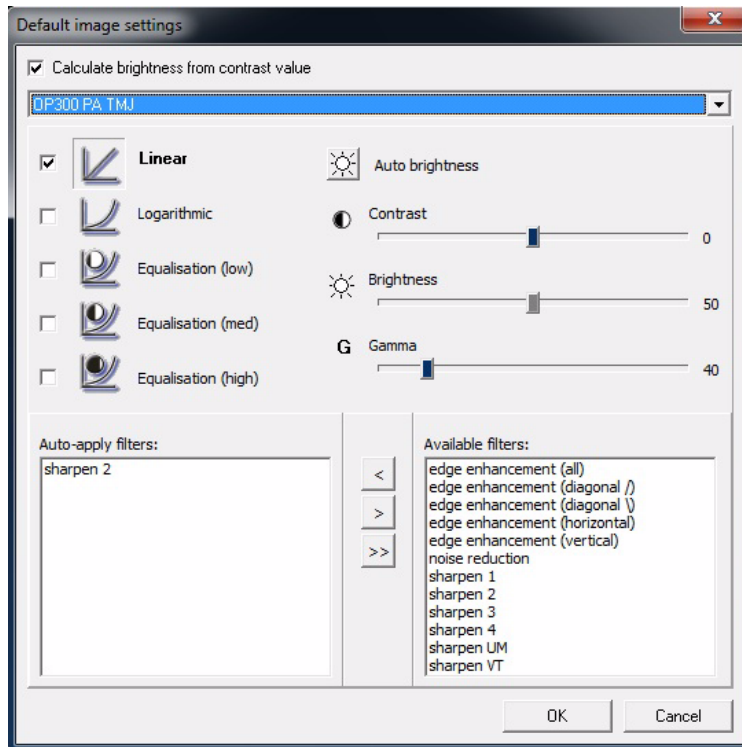 Default image settings
Calculate brightness from contrast value
OP300 PA TMJ
Linear
Logarithmic
Equalisation (low)
Equalisation (med)
Equalisation (high)
Auto brightness
Contrast
0
Brightness
50
G Gamma
40
Auto-apply filters:
sharpen 2
<
>
>>
Available filters:
edge enhancement (all)
edge enhancement (diagonal /)
edge enhancement (diagonal \)
edge enhancement (horizontal)
edge enhancement (vertical)
noise reduction
sharpen 1
sharpen 2
sharpen 3
sharpen 4
sharpen UM
sharpen VT
OK
Cancel